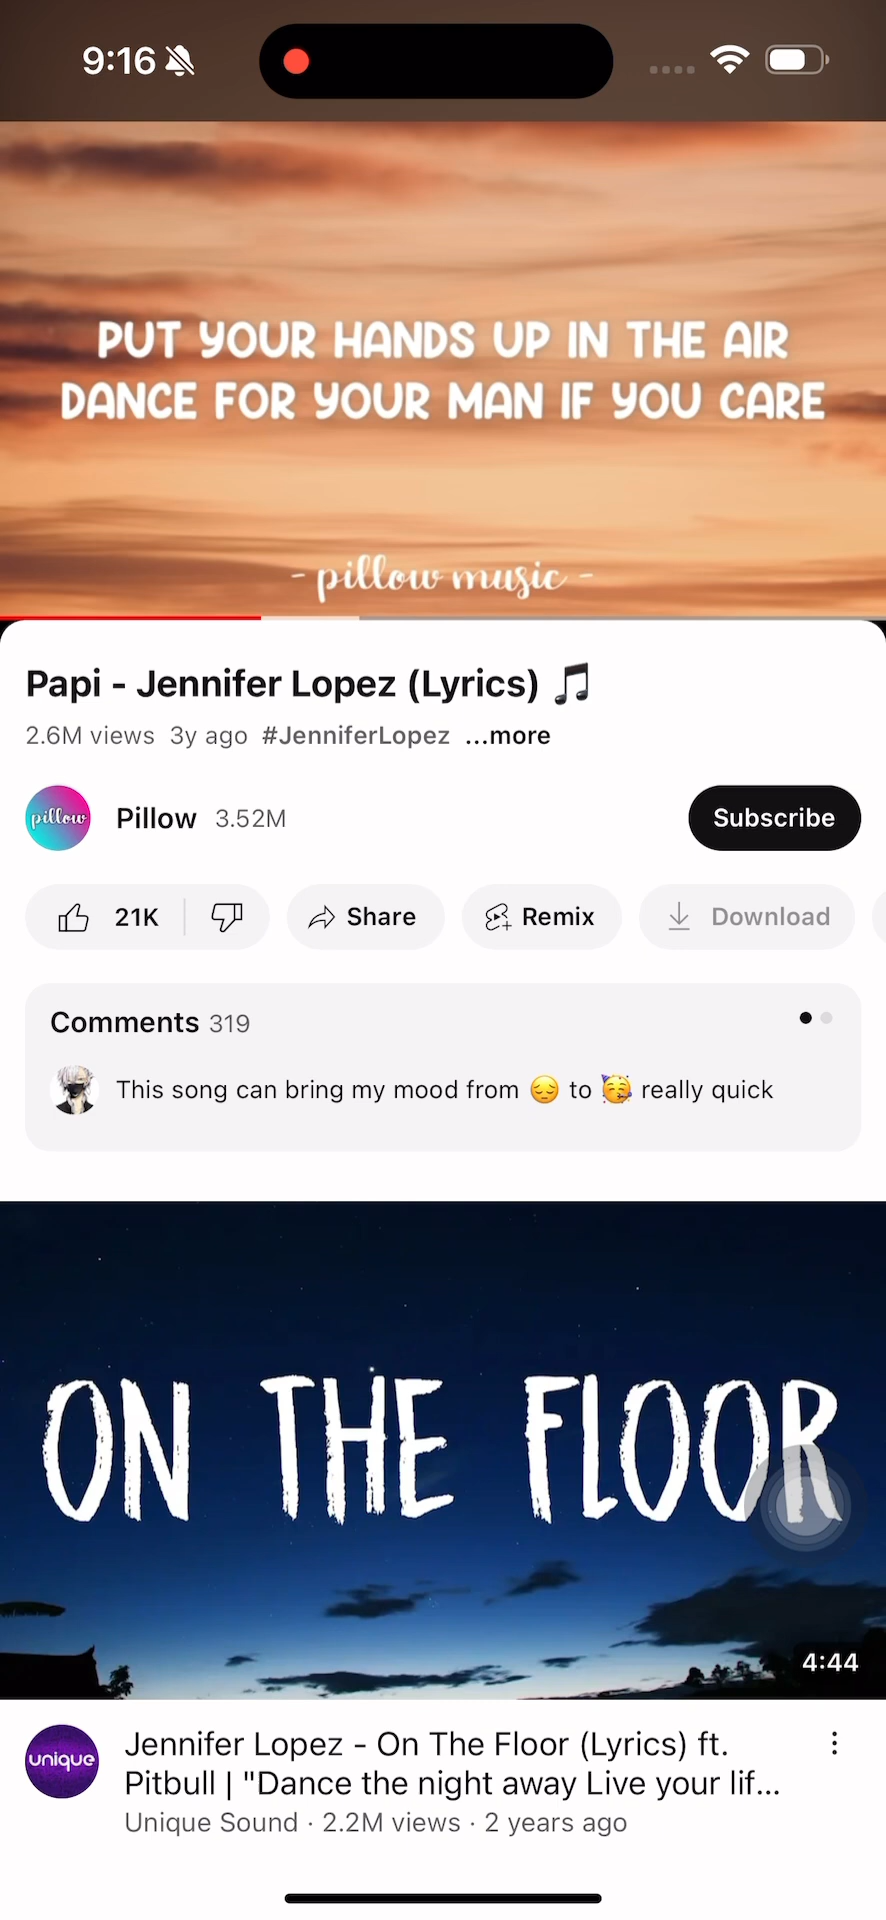 9:16
PUT YOUR HANDS UP IN THE AIR
DANCE FOR YOUR MAN IF YOU CARE
- pillow music -
Papi - Jennifer Lopez (Lyrics) 🎵
2.6M views 3y ago #JenniferLopez ...more
pillow
Pillow 3.52M
Subscribe
21K
Share
Remix
Download
Comments 319
This song can bring my mood from 😔 to 🥳 really quick
ON THE FLOOR
4:44
unique
Jennifer Lopez - On The Floor (Lyrics) ft.
Pitbull | "Dance the night away Live your lif...
Unique Sound · 2.2M views · 2 years ago